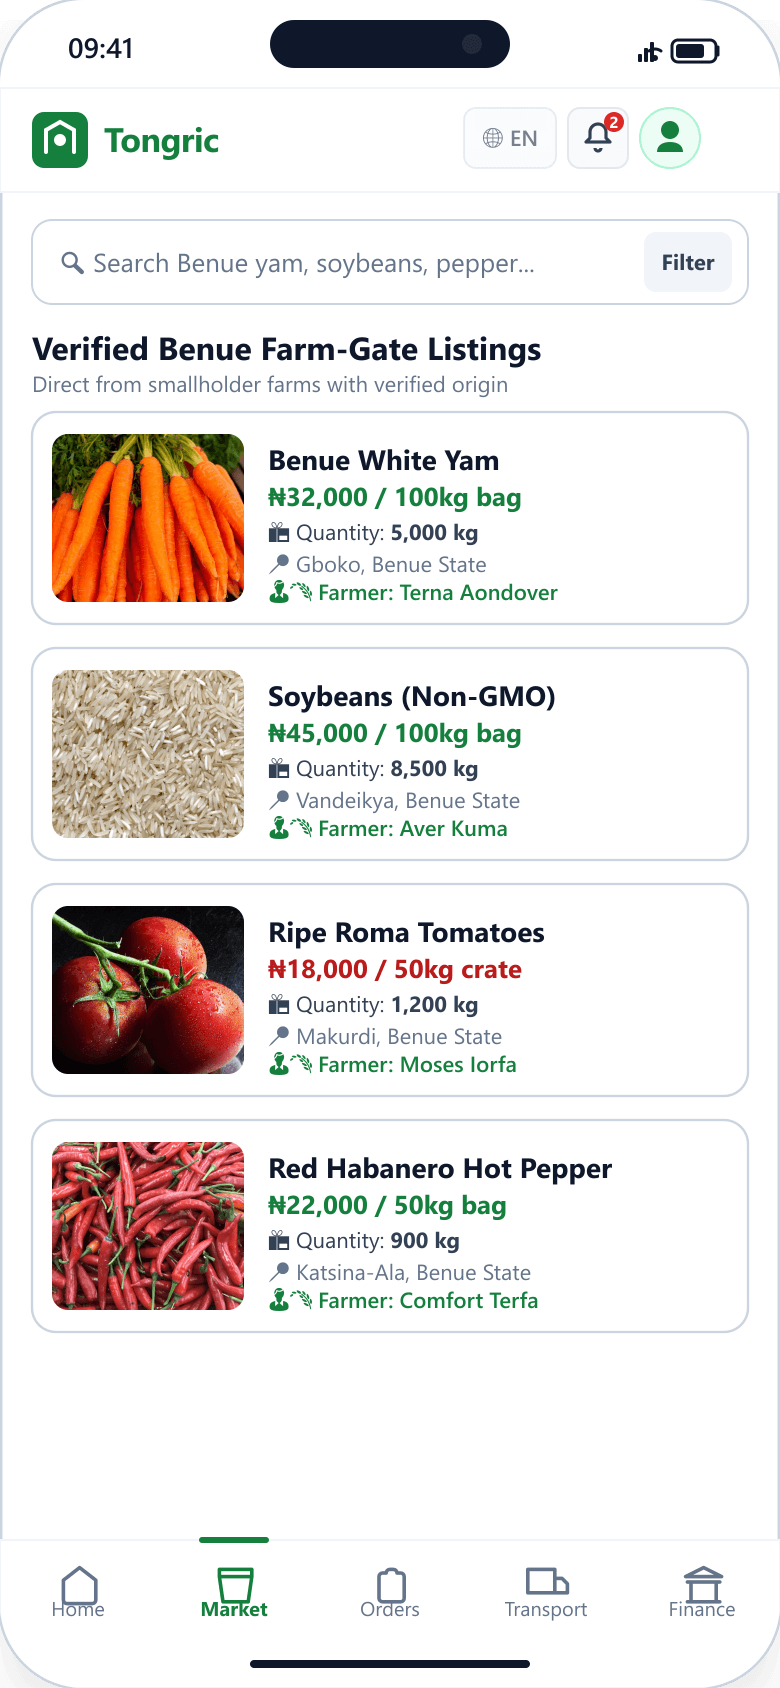 09:41
Tongric
EN
2
Search Benue yam, soybeans, pepper...
Filter
Verified Benue Farm-Gate Listings
Direct from smallholder farms with verified origin
Benue White Yam
₦32,000 / 100kg bag
Quantity: 5,000 kg
Gboko, Benue State
Farmer: Terna Aondover
Soybeans (Non-GMO)
₦45,000 / 100kg bag
Quantity: 8,500 kg
Vandeikya, Benue State
Farmer: Aver Kuma
Ripe Roma Tomatoes
₦18,000 / 50kg crate
Quantity: 1,200 kg
Makurdi, Benue State
Farmer: Moses Iorfa
Red Habanero Hot Pepper
₦22,000 / 50kg bag
Quantity: 900 kg
Katsina-Ala, Benue State
Farmer: Comfort Terfa
Home
Market
Orders
Transport
Finance